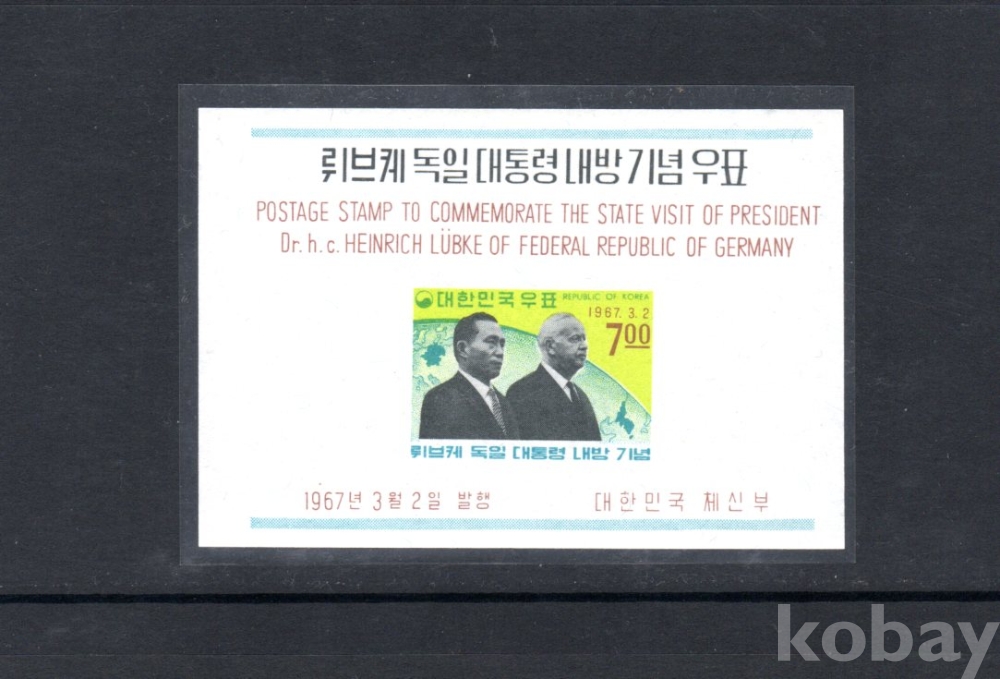 뤼브케 독일 대통령 내방 기념 우표
POSTAGE STAMP TO COMMEMORATE THE STATE VISIT OF PRESIDENT
Dr. h. c. HEINRICH LÜBKE OF FEDERAL REPUBLIC OF GERMANY
대한민국우표 REPUBLIC OF KOREA
1967. 3. 2
7.00
뤼브케 독일 대통령 내방 기념
1967년 3월 2일 발행 대한민국 체신부
kobay